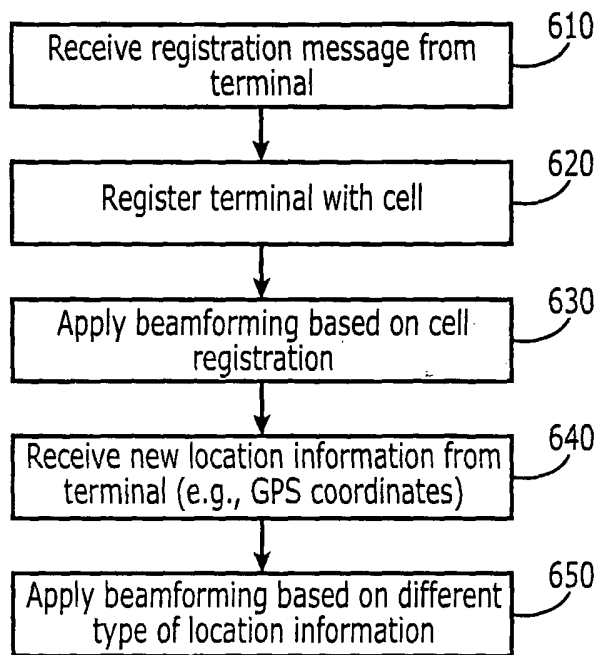 610
Receive registration message from
terminal
620
Register terminal with cell
630
Apply beamforming based on cell
registration
640
Receive new location information from
terminal (e.g., GPS coordinates)
650
Apply beamforming based on different
type of location information